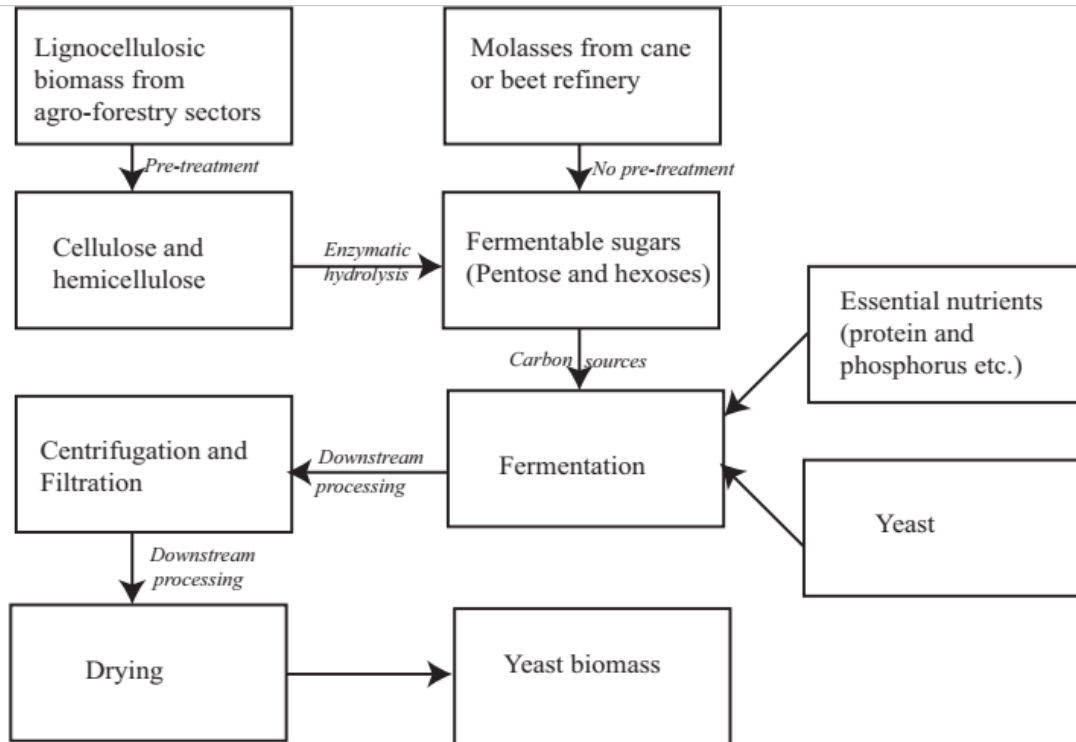 Lignocellulosic
biomass from
agro-forestry sectors
Molasses from cane
or beet refinery
Pre-treatment
No pre-treatment
Cellulose and
hemicellulose
Enzymatic
hydrolysis
Fermentable sugars
(Pentose and hexoses)
Essential nutrients
(protein and
phosphorus etc.)
Carbon sources
Centrifugation and
Filtration
Downstream
processing
Fermentation
Yeast
Downstream
processing
Drying
Yeast biomass